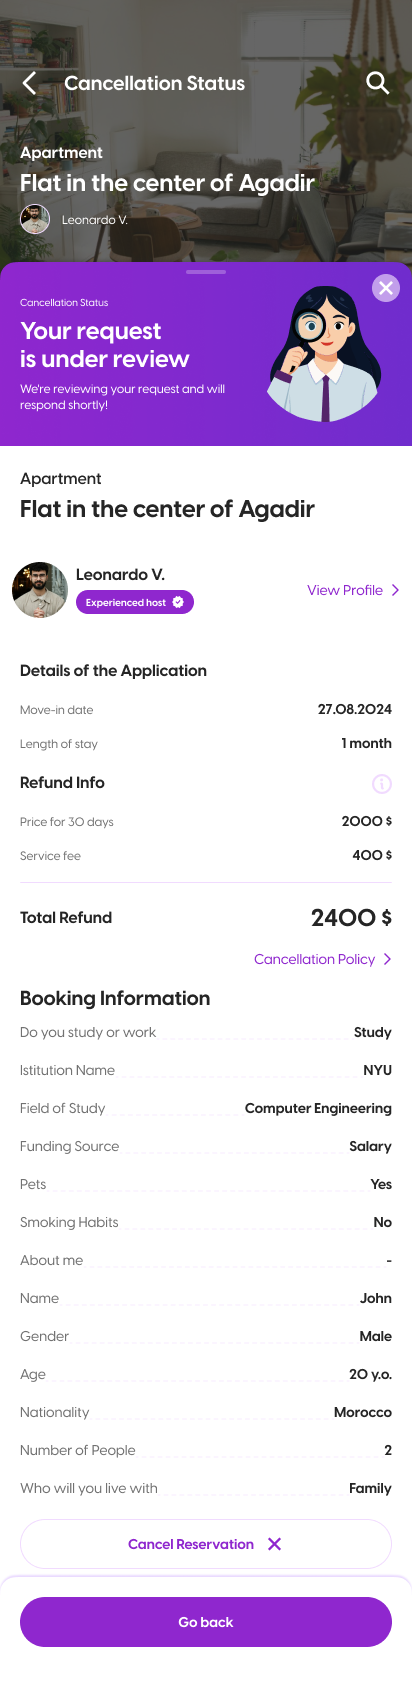 Cancellation Status
Apartment
Flat in the center of Agadir
Leonardo V.
Cancellation Status
Your request
is under review
We're reviewing your request and will
respond shortly!
Apartment
Flat in the center of Agadir
Leonardo V.
Experienced host
View Profile
Details of the Application
Move-in date 27.08.2024
Length of stay 1 month
Refund Info
Price for 30 days 2000 $
Service fee 400 $
Total Refund 2400 $
Cancellation Policy
Booking Information
Do you study or work Study
Istitution Name NYU
Field of Study Computer Engineering
Funding Source Salary
Pets Yes
Smoking Habits No
About me -
Name John
Gender Male
Age 20 y.o.
Nationality Morocco
Number of People 2
Who will you live with Family
Cancel Reservation
Go back